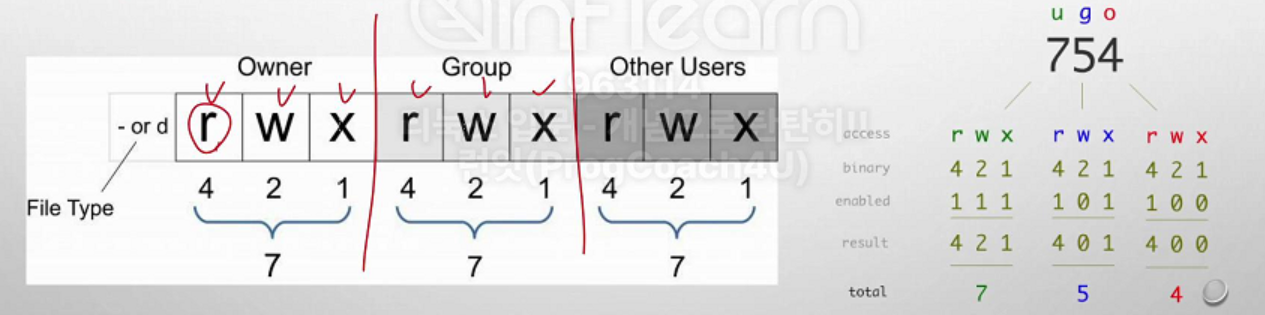 inflearn
963114
Owner Group Other Users
- or d r w x r w x r w x
File Type
4 2 1 4 2 1 4 2 1
7 7 7
(ProgCoach4U)
u g o
754
access r w x r w x r w x
binary 4 2 1 4 2 1 4 2 1
enabled 1 1 1 1 0 1 1 0 0
result 4 2 1 4 0 1 4 0 0
total 7 5 4